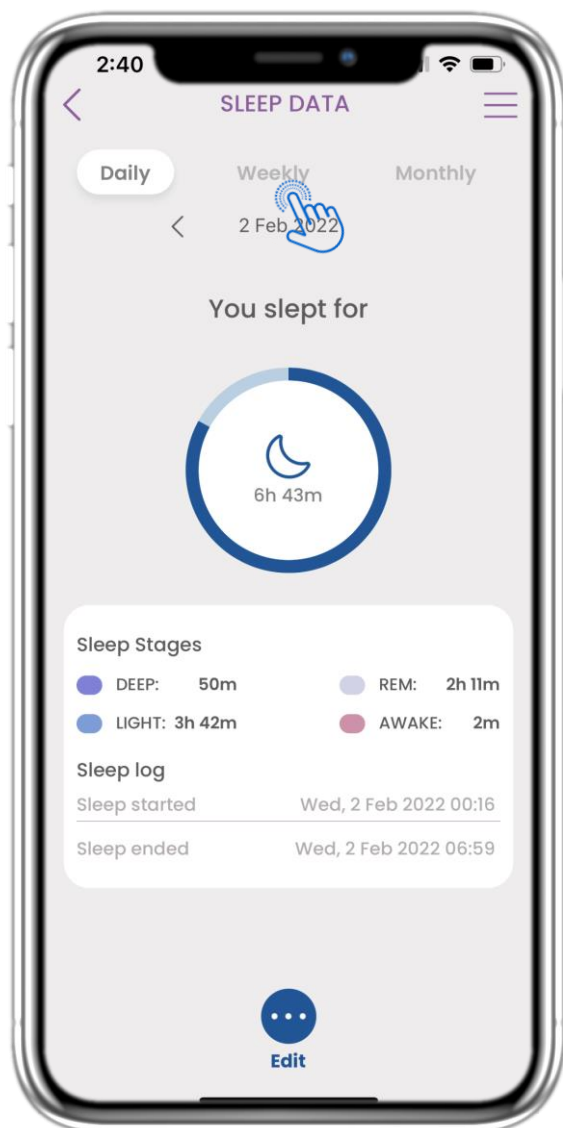 2:40
SLEEP DATA
Daily Weekly Monthly
2 Feb 2022
You slept for
6h 43m
Sleep Stages
DEEP: 50m REM: 2h 11m
LIGHT: 3h 42m AWAKE: 2m
Sleep log
Sleep started Wed, 2 Feb 2022 00:16
Sleep ended Wed, 2 Feb 2022 06:59
Edit